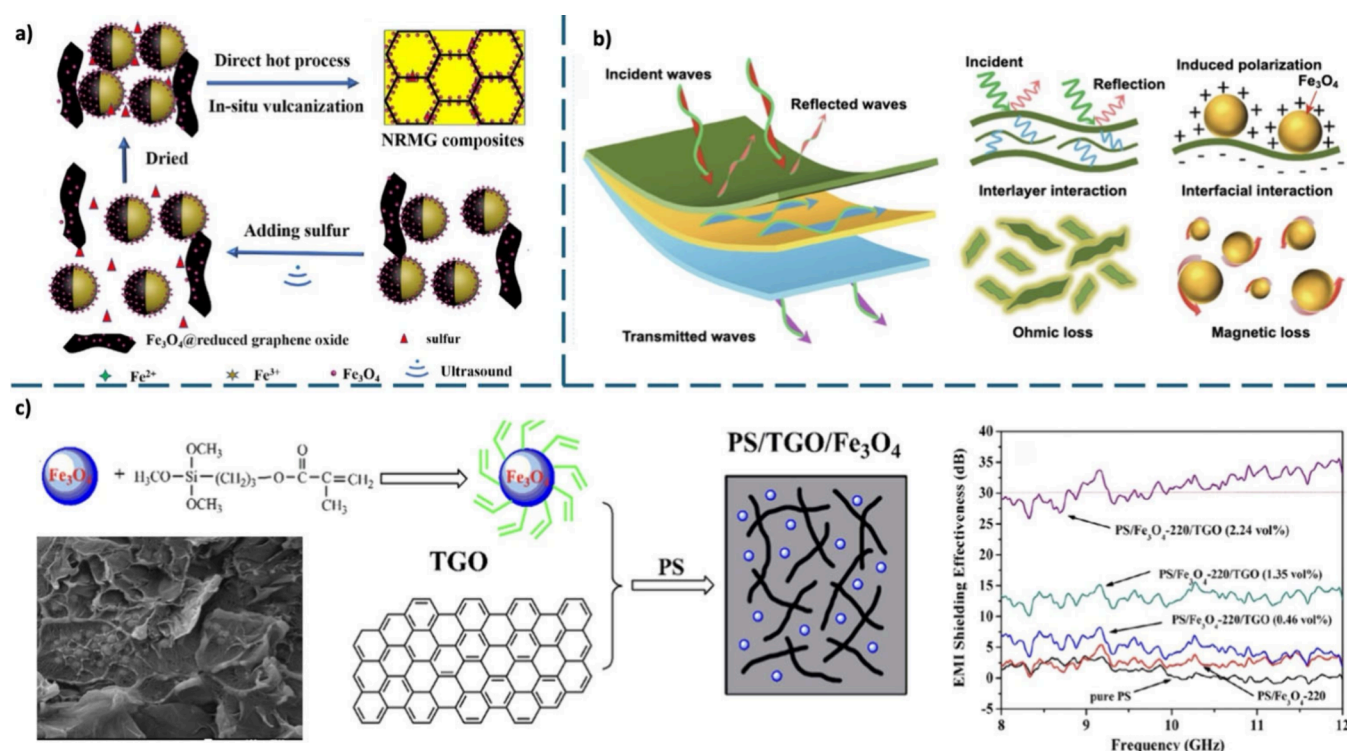 a)
Direct hot process
In-situ vulcanization
NRMG composites
Dried
Adding sulfur
Fe₃O₄@reduced graphene oxide
sulfur
Fe²⁺
Fe³⁺
Fe₃O₄
Ultrasound
b)
Incident waves
Reflected waves
Transmitted waves
Incident
Reflection
Interlayer interaction
Induced polarization
Fe₃O₄
+ + + + + + + + + + + + + +
- - - - - - - -
Interfacial interaction
Ohmic loss
Magnetic loss
c)
Fe₃O₄
+
OCH₃
H₃CO—Si—(CH₂)₃—O—C—C=CH₂
O
OCH₃
CH₃
Fe₃O₄
TGO
PS
PS/TGO/Fe₃O₄
EMI Shielding Effectiveness (dB)
40
35
30
25
20
15
10
5
0
-5
PS/Fe₃O₄-220/TGO (2.24 vol%)
PS/Fe₃O₄-220/TGO (1.35 vol%)
PS/Fe₃O₄-220/TGO (0.46 vol%)
pure PS
PS/Fe₃O₄-220
8
9
10
11
12
Frequency (GHz)